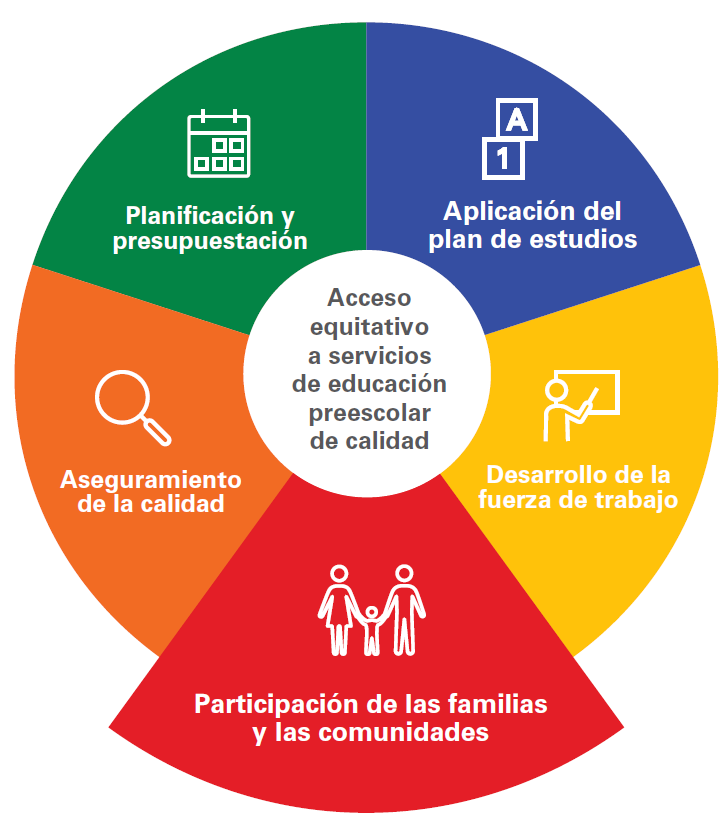 Planificación y
presupuestación
A
1
Aplicación del
plan de estudios
Acceso
equitativo
a servicios
de educación
preescolar
de calidad
Aseguramiento
de la calidad
Desarrollo de la
fuerza de trabajo
Participación de las familias
y las comunidades